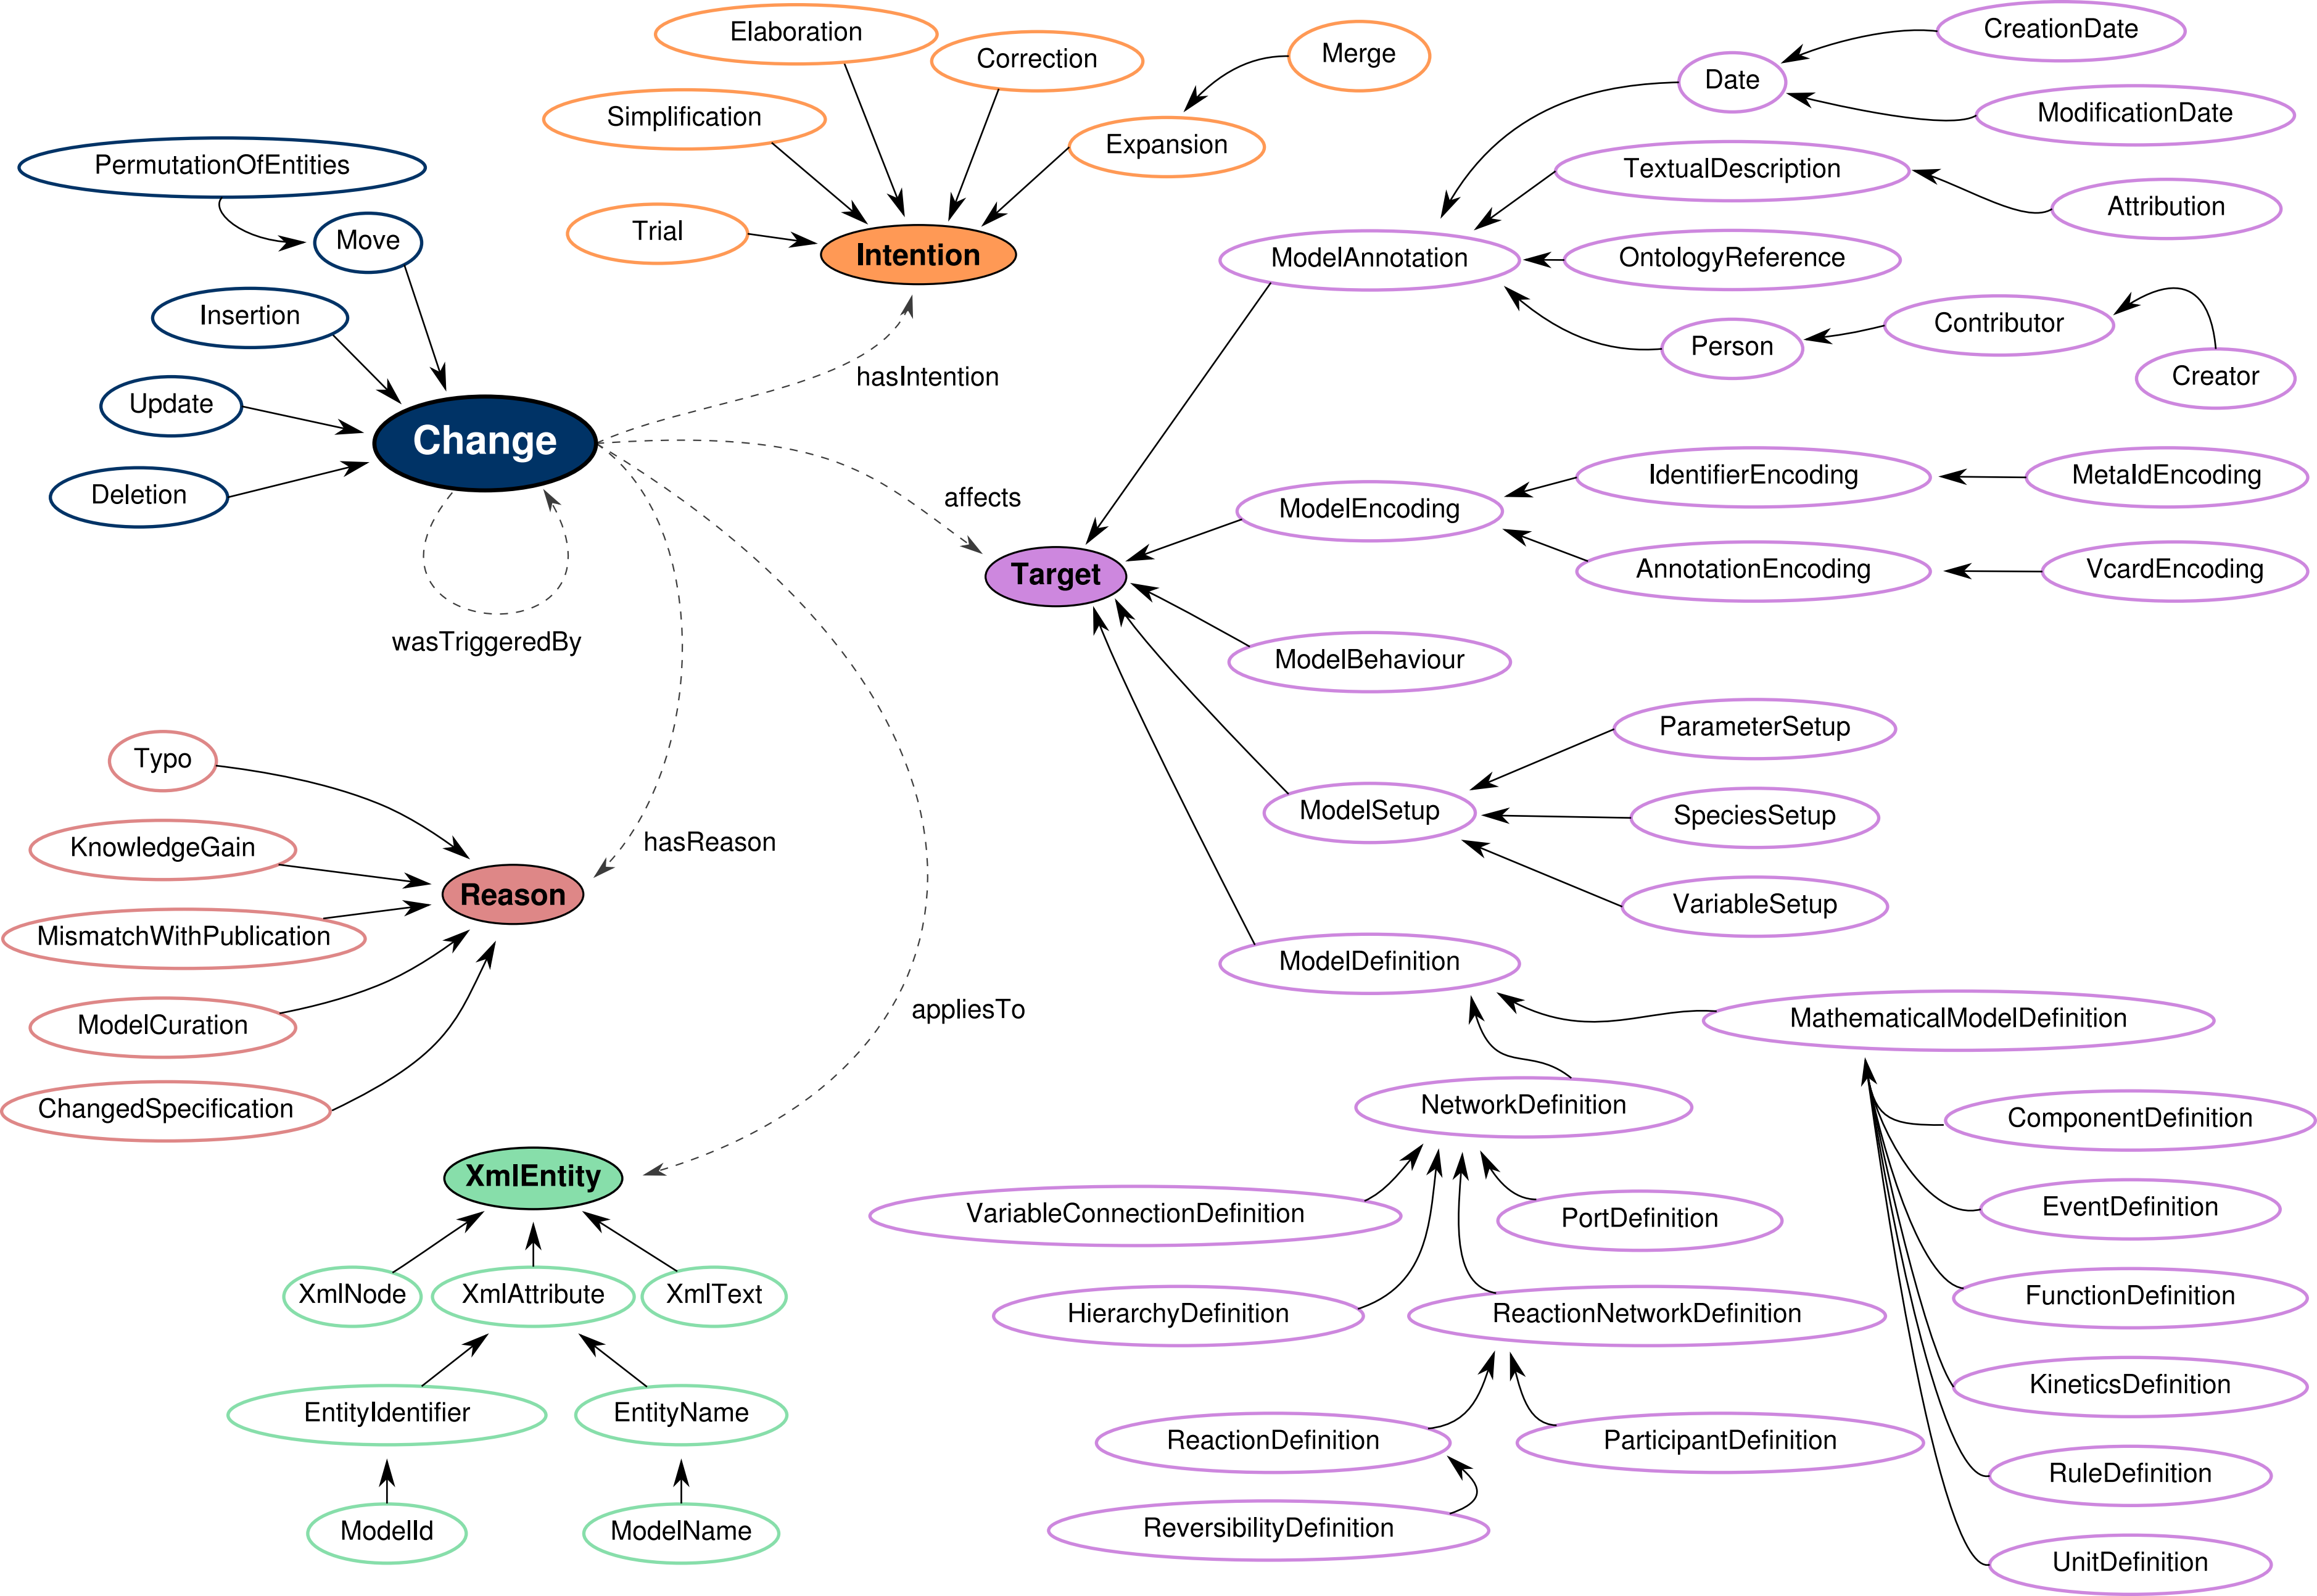 Elaboration
Correction
Merge
Simplification
Expansion
Trial
Intention
PermutationOfEntities
Move
Insertion
Update
Deletion
Change
hasIntention
affects
wasTriggeredBy
hasReason
appliesTo
CreationDate
Date
ModificationDate
TextualDescription
Attribution
ModelAnnotation
OntologyReference
Person
Contributor
Creator
IdentifierEncoding
MetaIdEncoding
ModelEncoding
AnnotationEncoding
VcardEncoding
Target
ModelBehaviour
ParameterSetup
ModelSetup
SpeciesSetup
VariableSetup
ModelDefinition
MathematicalModelDefinition
NetworkDefinition
ComponentDefinition
VariableConnectionDefinition
PortDefinition
EventDefinition
HierarchyDefinition
ReactionNetworkDefinition
FunctionDefinition
KineticsDefinition
ReactionDefinition
ParticipantDefinition
RuleDefinition
ReversibilityDefinition
UnitDefinition
Typo
KnowledgeGain
Reason
MismatchWithPublication
ModelCuration
ChangedSpecification
XmlEntity
XmlNode
XmlAttribute
XmlText
EntityIdentifier
EntityName
ModelId
ModelName